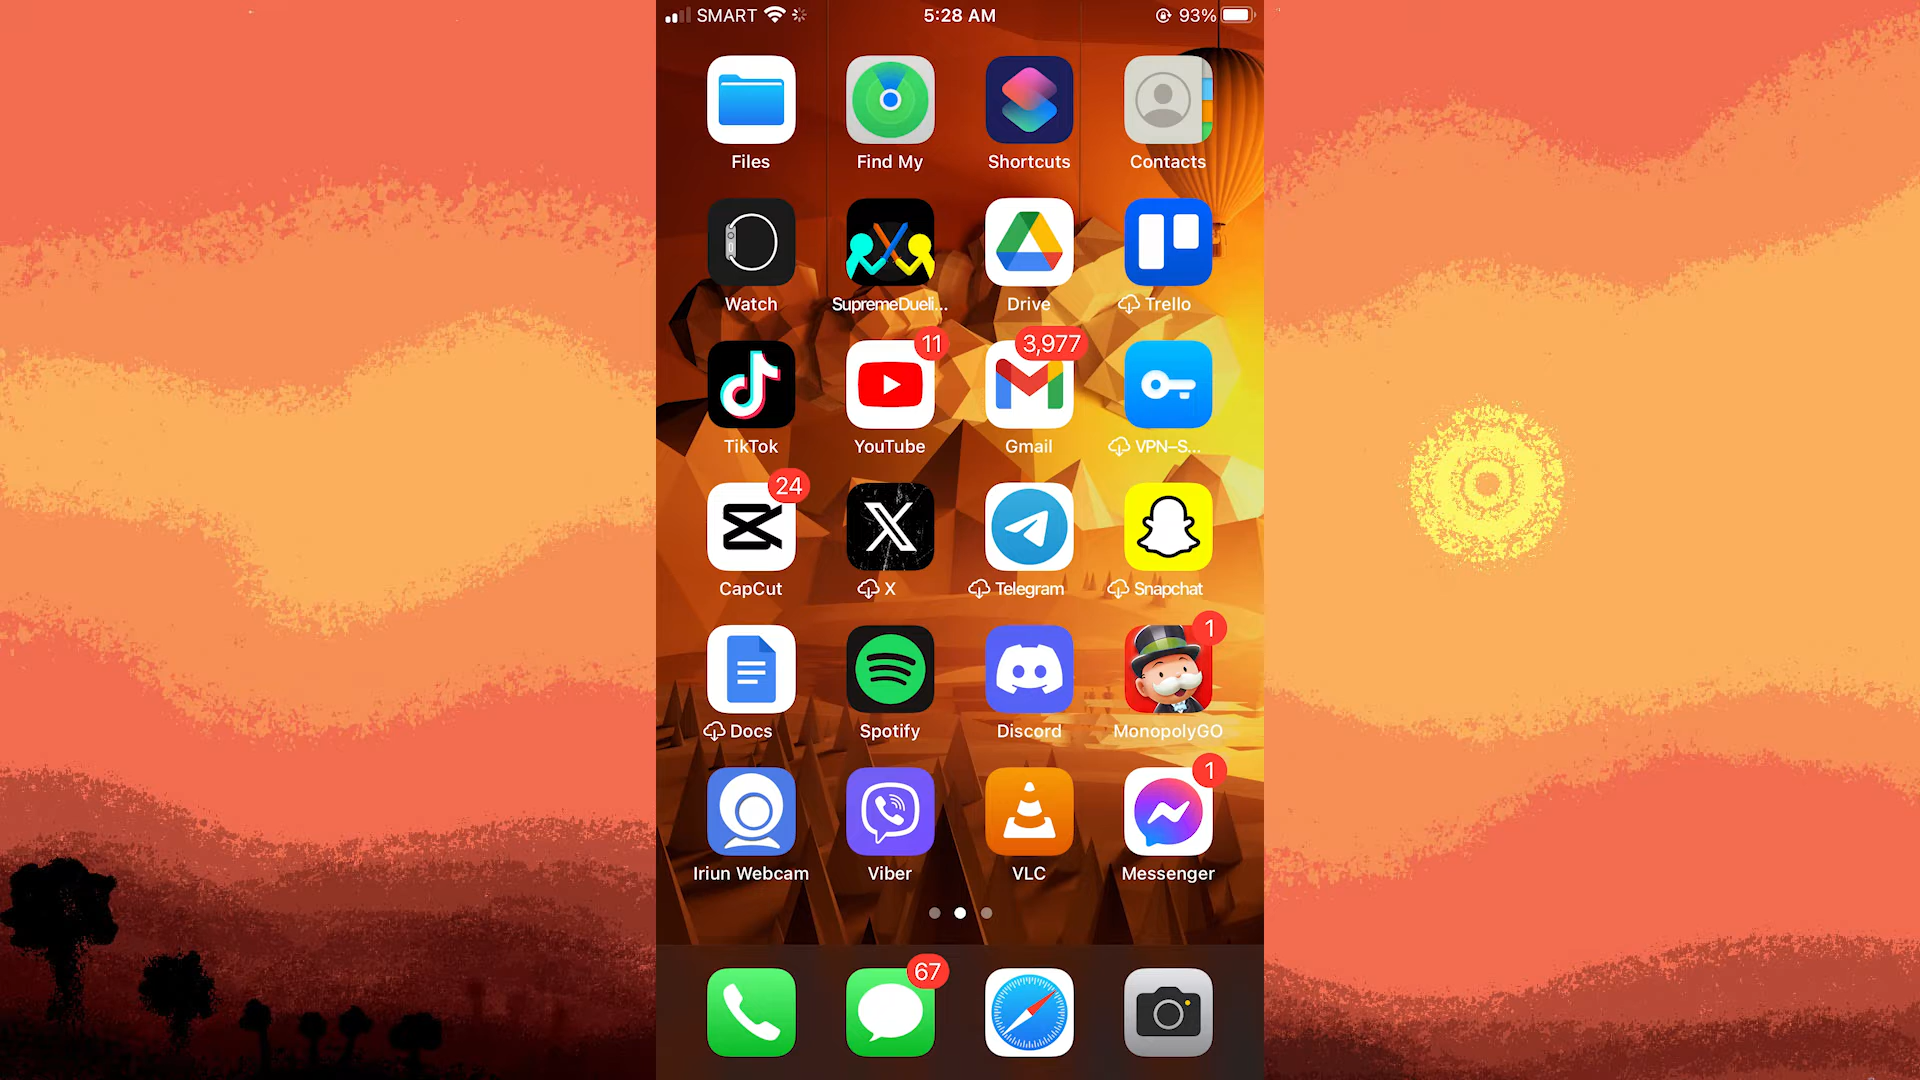 SMART 5:28 AM 93%
Files Find My Shortcuts Contacts
Watch SupremeDueli... Drive Trello
11 3,977
TikTok YouTube Gmail VPN-S...
24
CapCut X Telegram Snapchat
1
Docs Spotify Discord MonopolyGO
1
Iriun Webcam Viber VLC Messenger
67